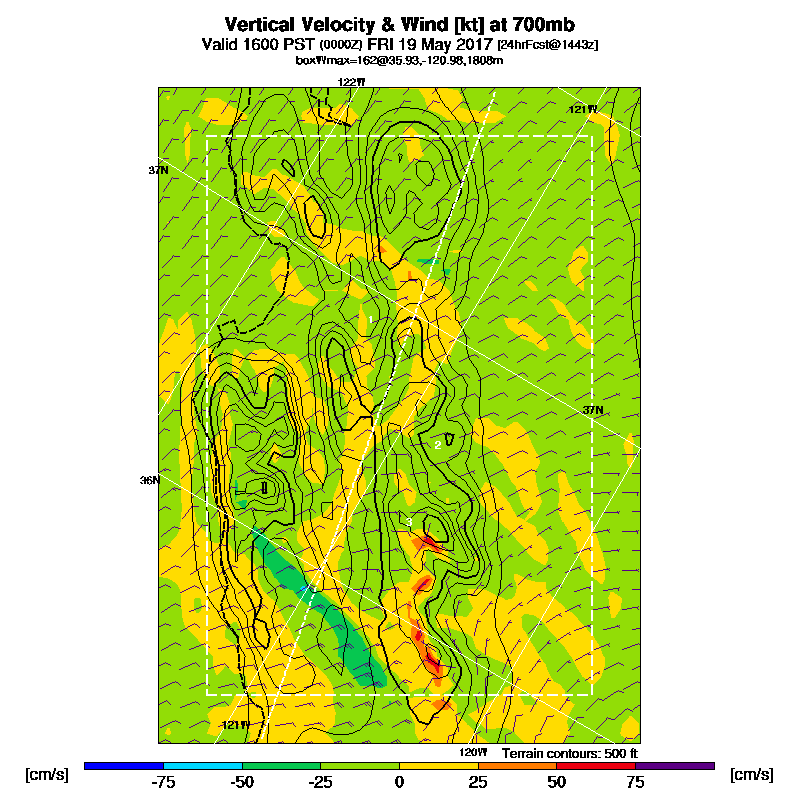 Vertical Velocity & Wind [kt] at 700mb
Valid 1600 PST (0000Z) FRI 19 May 2017 [24hrFcst@1443z]
boxWmax=162@35.93,-120.98,1808m
122W
121W
37N
1
37N
2
36N
3
121W
120W
Terrain contours: 500 ft
[cm/s] -75 -50 -25 0 25 50 75 [cm/s]